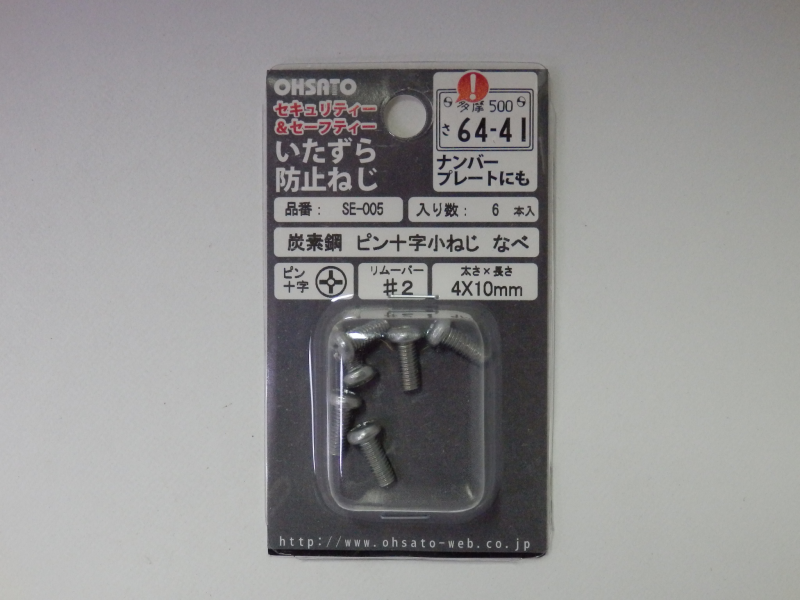 OHSATO
セキュリティー
&セーフティー
いたずら
防止ねじ
!
多摩 500
さ 64-41
ナンバー
プレートにも
品番： SE-005
入り数： 6 本入
炭素鋼 ピン十字小ねじ なべ
ピン
十字
リムーバー
#2
太さ×長さ
4X10mm
http://www.ohsato-web.co.jp